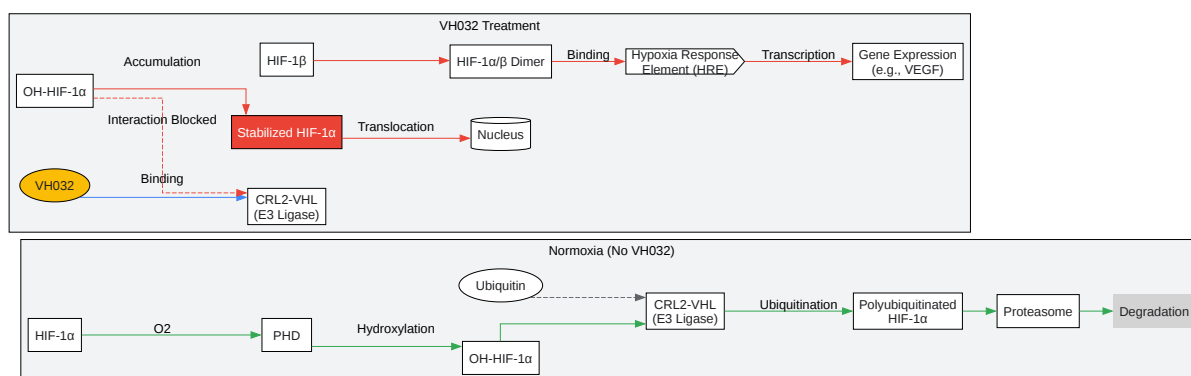 VH032 Treatment
Accumulation
HIF-1β
HIF-1α/β Dimer
Binding
Hypoxia Response
Element (HRE)
Transcription
Gene Expression
(e.g., VEGF)
OH-HIF-1α
Interaction Blocked
Stabilized HIF-1α
Translocation
Nucleus
VH032
Binding
CRL2-VHL
(E3 Ligase)
Normoxia (No VH032)
Ubiquitin
HIF-1α
O2
PHD
Hydroxylation
OH-HIF-1α
CRL2-VHL
(E3 Ligase)
Ubiquitination
Polyubiquitinated
HIF-1α
Proteasome
Degradation